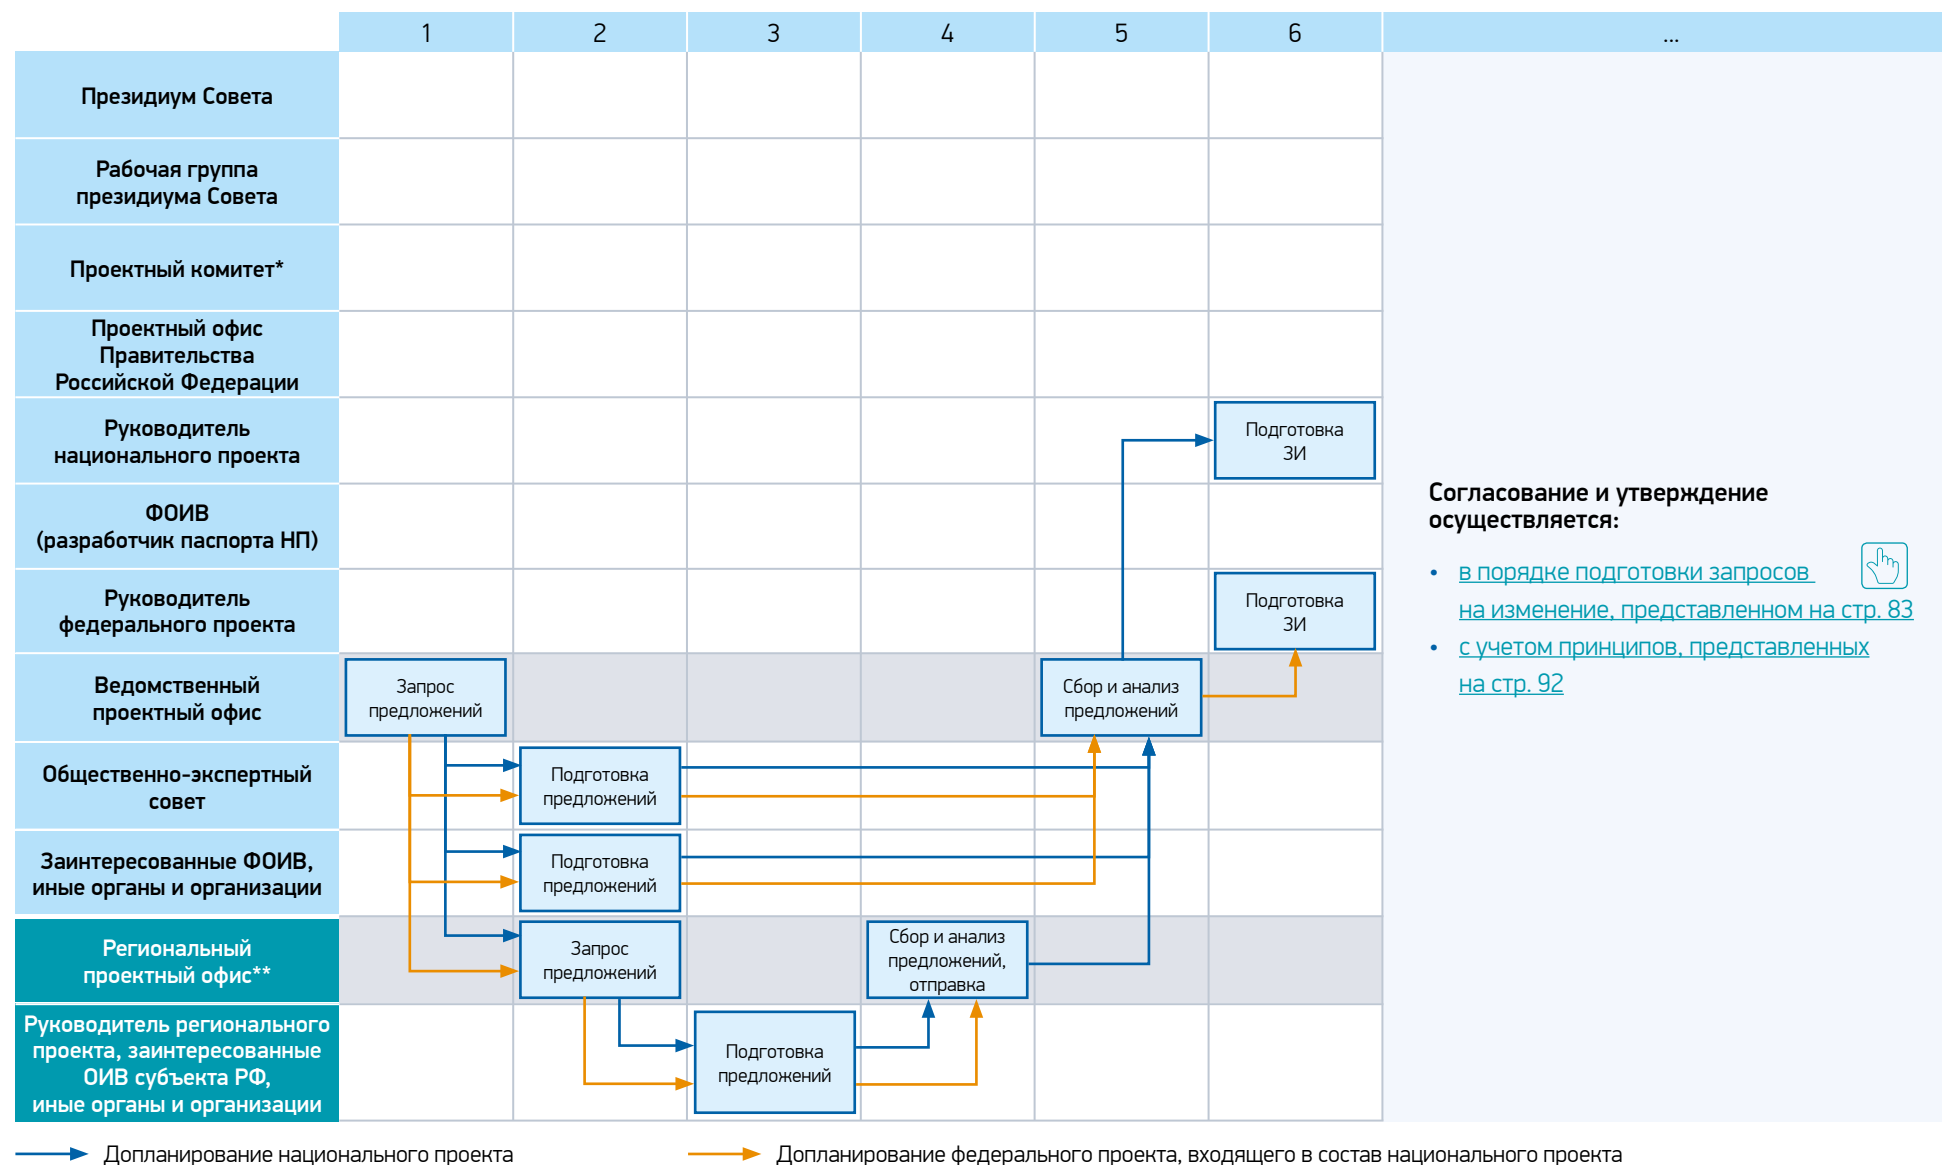 1 2 3 4 5 6 ...
Президиум Совета
Рабочая группа
президиума Совета
Проектный комитет*
Проектный офис
Правительства
Российской Федерации
Руководитель
национального проекта
Подготовка
ЗИ
ФОИВ
(разработчик паспорта НП)
Руководитель
федерального проекта
Подготовка
ЗИ
Ведомственный
проектный офис
Запрос
предложений
Сбор и анализ
предложений
Общественно-экспертный
совет
Подготовка
предложений
Заинтересованные ФОИВ,
иные органы и организации
Подготовка
предложений
Региональный
проектный офис**
Запрос
предложений
Сбор и анализ
предложений,
отправка
Руководитель регионального
проекта, заинтересованные
ОИВ субъекта РФ,
иные органы и организации
Подготовка
предложений
Согласование и утверждение
осуществляется:
• в порядке подготовки запросов
на изменение, представленном на стр. 83
• с учетом принципов, представленных
на стр. 92
Допланирование национального проекта
Допланирование федерального проекта, входящего в состав национального проекта